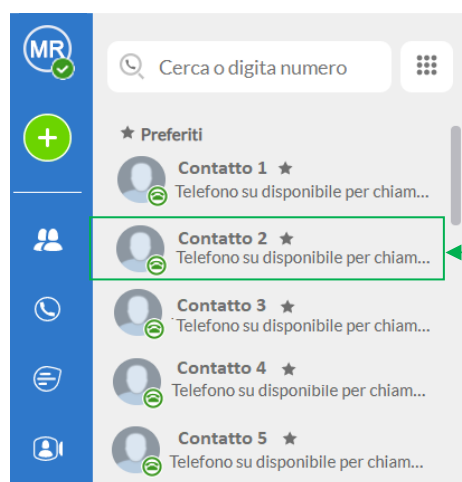 MR
Cerca o digita numero
Preferiti
Contatto 1
Telefono su disponibile per chiam...
Contatto 2
Telefono su disponibile per chiam...
Contatto 3
Telefono su disponibile per chiam...
Contatto 4
Telefono su disponibile per chiam...
Contatto 5
Telefono su disponibile per chiam...